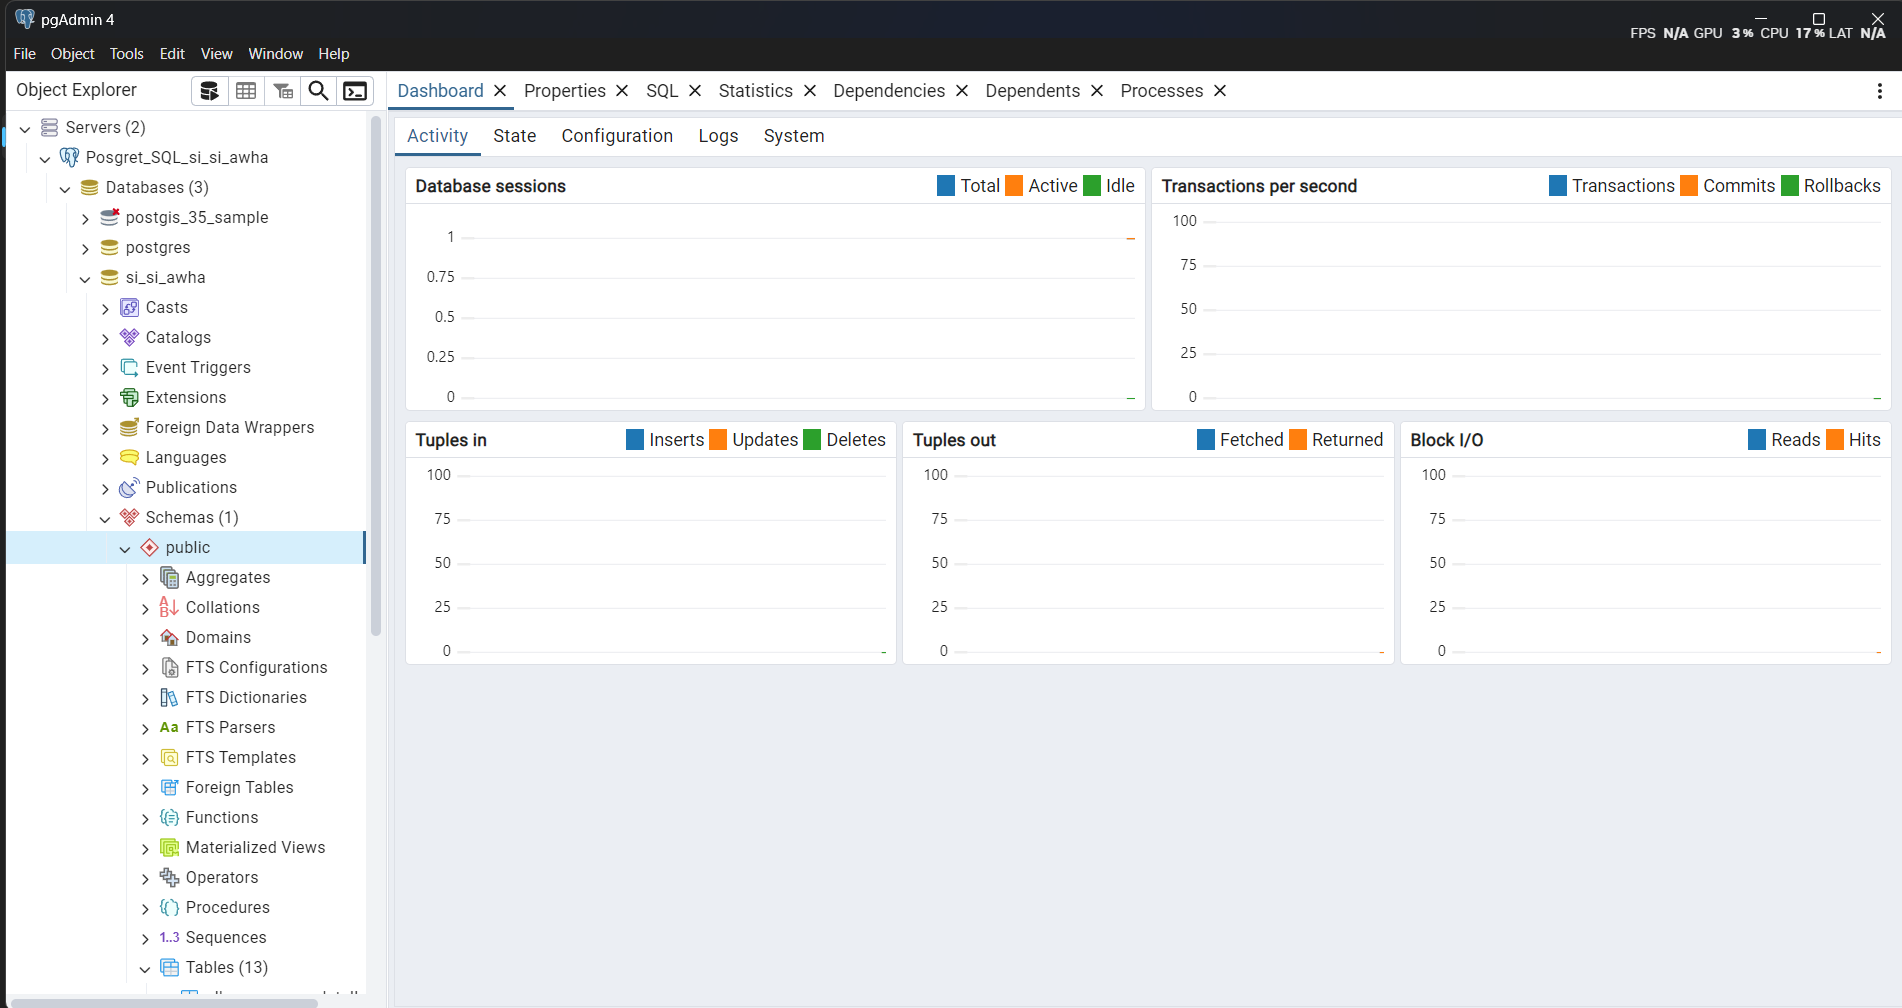 pgAdmin 4
FPS N/A GPU 3% CPU 17% LAT N/A
File Object Tools Edit View Window Help
Object Explorer
Dashboard Properties SQL Statistics Dependencies Dependents Processes
Activity State Configuration Logs System
Servers (2)
Posgret_SQL_si_si_awha
Databases (3)
postgis_35_sample
postgres
si_si_awha
Casts
Catalogs
Event Triggers
Extensions
Foreign Data Wrappers
Languages
Publications
Schemas (1)
public
Aggregates
Collations
Domains
FTS Configurations
FTS Dictionaries
Aa FTS Parsers
FTS Templates
Foreign Tables
Functions
Materialized Views
Operators
Procedures
1..3 Sequences
Tables (13)
Database sessions Total Active Idle
1
0.75
0.5
0.25
0
Transactions per second Transactions Commits Rollbacks
100
75
50
25
0
Tuples in Inserts Updates Deletes
100
75
50
25
0
Tuples out Fetched Returned
100
75
50
25
0
Block I/O Reads Hits
100
75
50
25
0